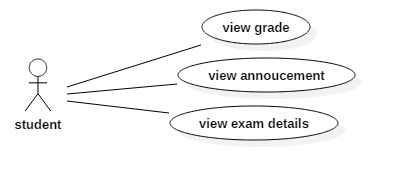 view grade
view annoucement
student
view exam details